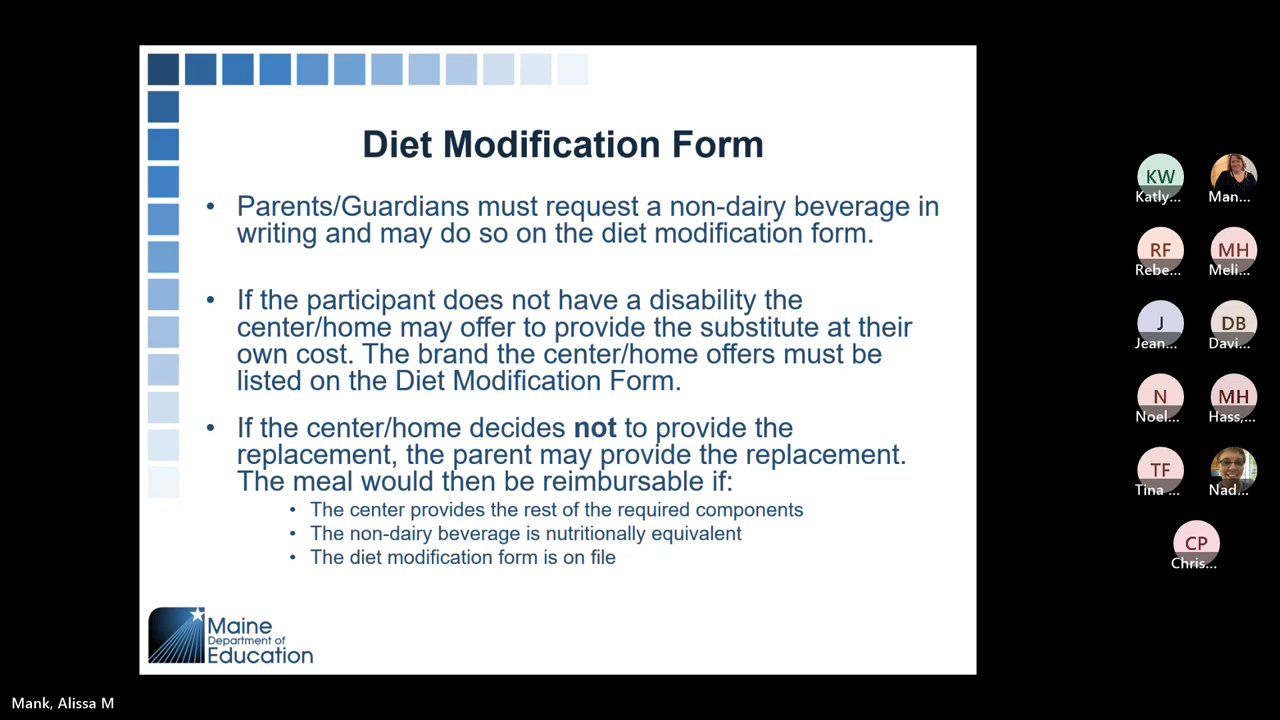 Diet Modification Form
• Parents/Guardians must request a non-dairy beverage in
writing and may do so on the diet modification form.
• If the participant does not have a disability the
center/home may offer to provide the substitute at their
own cost. The brand the center/home offers must be
listed on the Diet Modification Form.
• If the center/home decides not to provide the
replacement, the parent may provide the replacement.
The meal would then be reimbursable if:
• The center provides the rest of the required components
• The non-dairy beverage is nutritionally equivalent
• The diet modification form is on file
Maine
Department of
Education
KW
Katly...
Man...
RF
Rebe...
MH
Meli...
J
Jean...
DB
Davi...
N
Noel...
MH
Hass,...
TF
Tina ...
Nad...
CP
Chris...
Mank, Alissa M